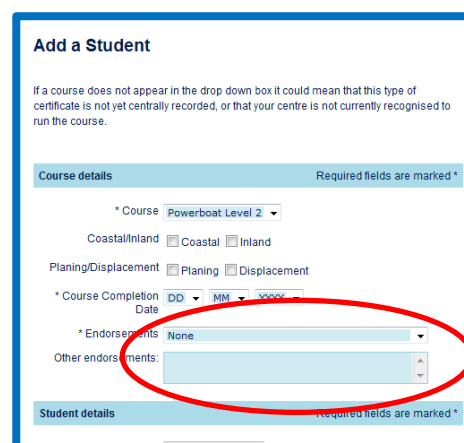 Add a Student
If a course does not appear in the drop down box it could mean that this type of
certificate is not yet centrally recorded, or that your centre is not currently recognised to
run the course.
Course details Required fields are marked *
* Course Powerboat Level 2
Coastal/Inland Coastal Inland
Planing/Displacement Planing Displacement
* Course Completion DD MM XXXX
Date
* Endorsements None
Other endorsements:
Student details Required fields are marked *